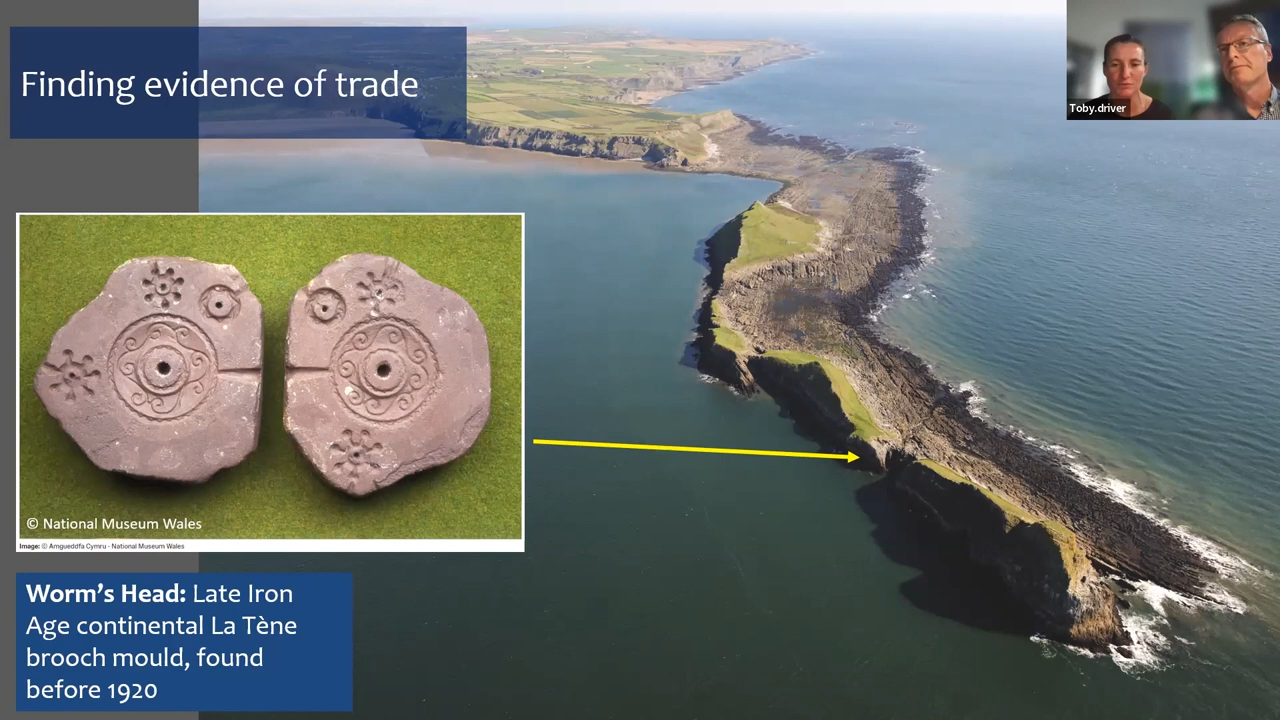 Finding evidence of trade
Toby.driver
© National Museum Wales
Image: © Amgueddfa Cymru - National Museum Wales
Worm's Head: Late Iron
Age continental La Tène
brooch mould, found
before 1920